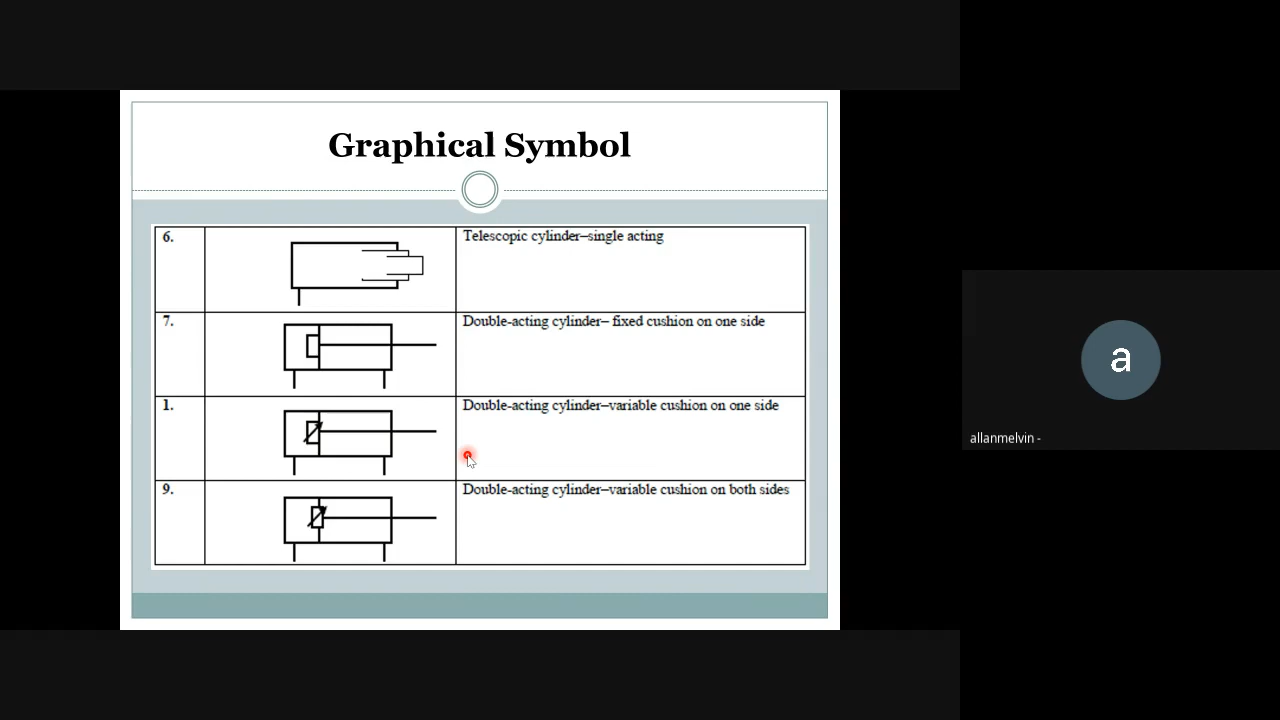 Graphical Symbol
6. Telescopic cylinder–single acting
7. Double-acting cylinder– fixed cushion on one side
1. Double-acting cylinder–variable cushion on one side
9. Double-acting cylinder–variable cushion on both sides
a
allanmelvin -